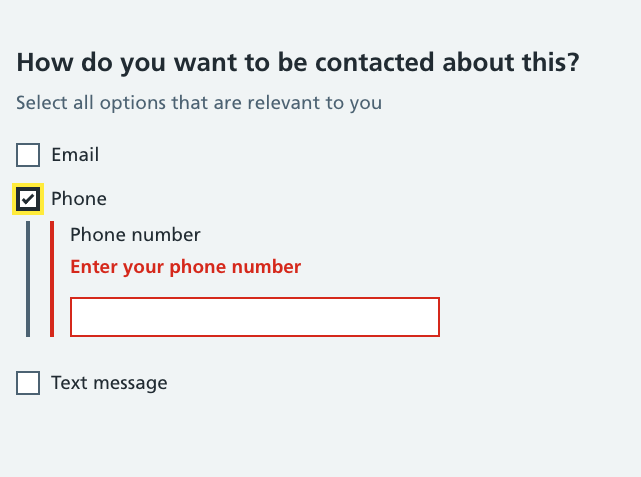 How do you want to be contacted about this?
Select all options that are relevant to you
Email
Phone
Phone number
Enter your phone number
Text message